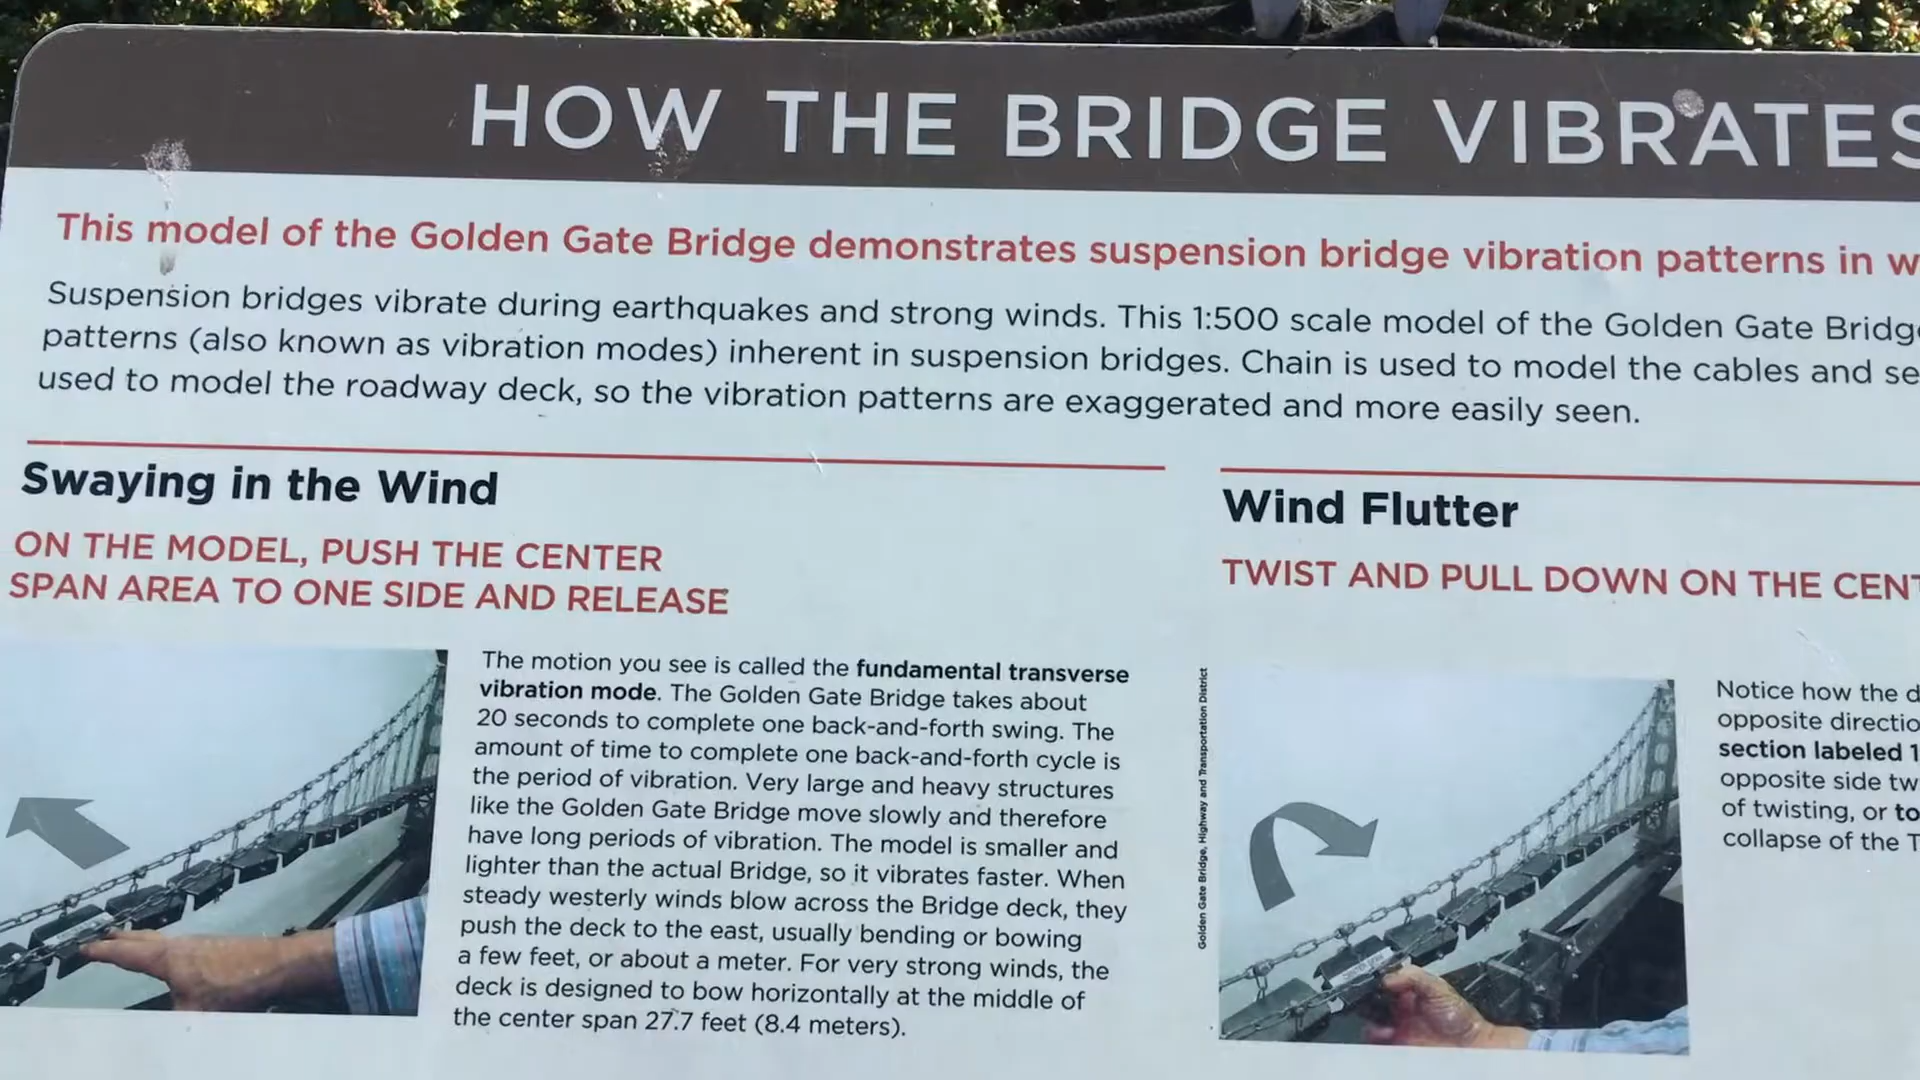 HOW THE BRIDGE VIBRATES
This model of the Golden Gate Bridge demonstrates suspension bridge vibration patterns in w
Suspension bridges vibrate during earthquakes and strong winds. This 1:500 scale model of the Golden Gate Bridge
patterns (also known as vibration modes) inherent in suspension bridges. Chain is used to model the cables and se
used to model the roadway deck, so the vibration patterns are exaggerated and more easily seen.
Swaying in the Wind
ON THE MODEL, PUSH THE CENTER
SPAN AREA TO ONE SIDE AND RELEASE
The motion you see is called the fundamental transverse
vibration mode. The Golden Gate Bridge takes about
20 seconds to complete one back-and-forth swing. The
amount of time to complete one back-and-forth cycle is
the period of vibration. Very large and heavy structures
like the Golden Gate Bridge move slowly and therefore
have long periods of vibration. The model is smaller and
lighter than the actual Bridge, so it vibrates faster. When
steady westerly winds blow across the Bridge deck, they
push the deck to the east, usually bending or bowing
a few feet, or about a meter. For very strong winds, the
deck is designed to bow horizontally at the middle of
the center span 27.7 feet (8.4 meters).
Wind Flutter
TWIST AND PULL DOWN ON THE CENT
Golden Gate Bridge, Highway and Transportation District
Notice how the d
opposite directio
section labeled 1
opposite side tw
of twisting, or to
collapse of the T